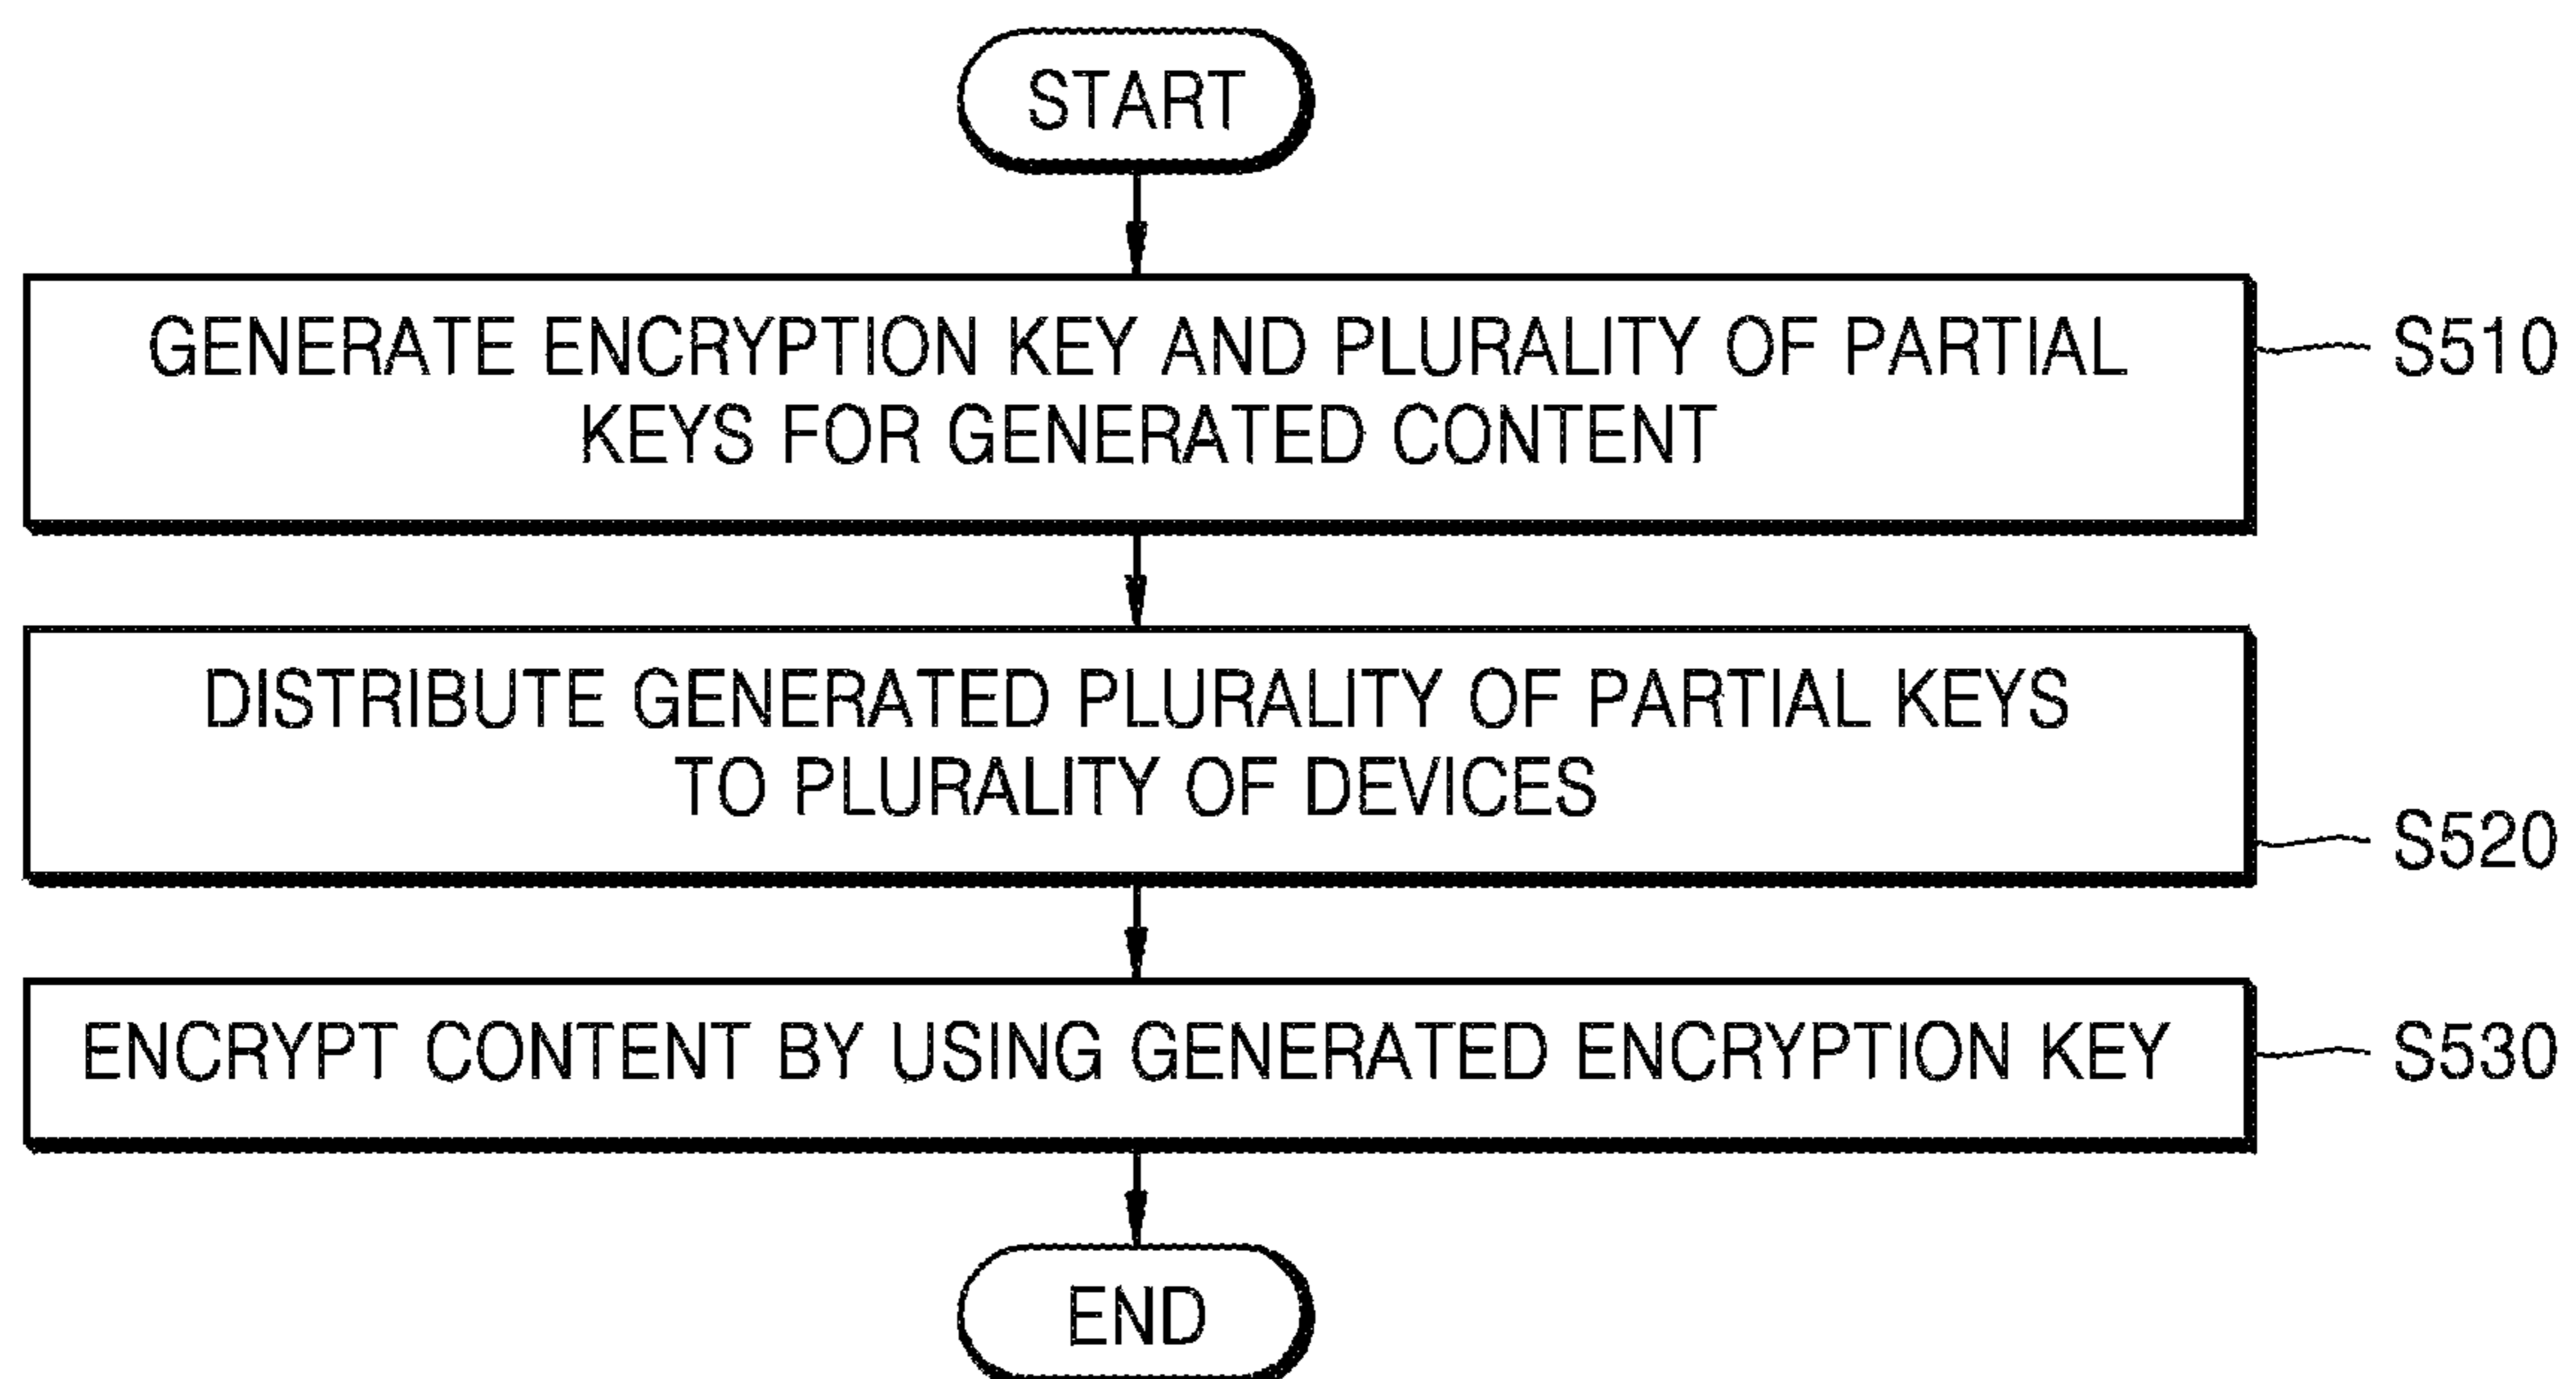 START
GENERATE ENCRYPTION KEY AND PLURALITY OF PARTIAL
KEYS FOR GENERATED CONTENT
S510
DISTRIBUTE GENERATED PLURALITY OF PARTIAL KEYS
TO PLURALITY OF DEVICES
S520
ENCRYPT CONTENT BY USING GENERATED ENCRYPTION KEY
S530
END